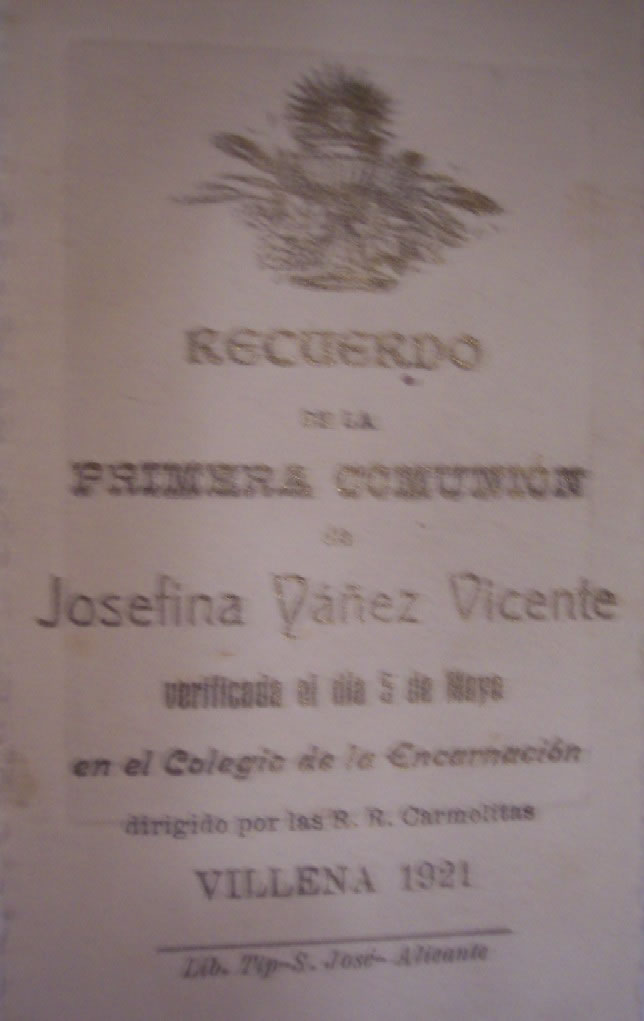 RECUERDO
DE LA
PRIMERA COMUNIÓN
de
Josefina Yáñez Vicente
verificada el día 5 de Mayo
en el Colegio de la Encarnación
dirigido por las R. R. Carmolitas
VILLENA 1921
Lib. Tip-S. José-Alicante